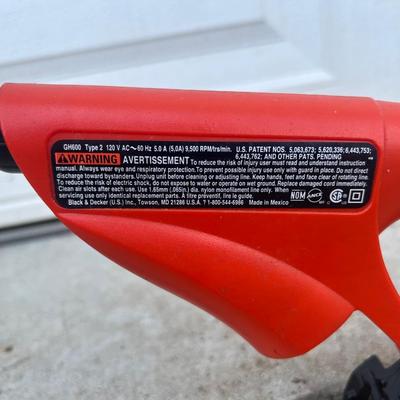 GH600 Type 2 120 V AC~60 Hz 5.0 A (5,0A) 9,500 RPM/trs/min. U.S. PATENT NOS. 5,063,673; 5,620,336; 6,443,753;
6,443,762; AND OTHER PATS. PENDING
WARNING AVERTISSEMENT To reduce the risk of injury user must read and understand instruction
manual. Always wear eye and respiratory protection. To prevent possible injury use only with guard in place. Do not direct
discharge toward bystanders. Unplug unit before cleaning or adjusting line. Keep hands, feet and face clear of rotating line.
To reduce the risk of electric shock, do not expose to water or operate on wet ground. Replace damaged cord immediately.
Clean air slots after each use. Use 1.65mm (.065in.) dia. nylon monofilament line only. When
servicing use only identical replacement parts. À titre préventif, lire le guide.
Black & Decker (U.S.) Inc., Towson, MD 21286 U.S.A. 1-800-544-6986 Made in Mexico
NOM ANCE